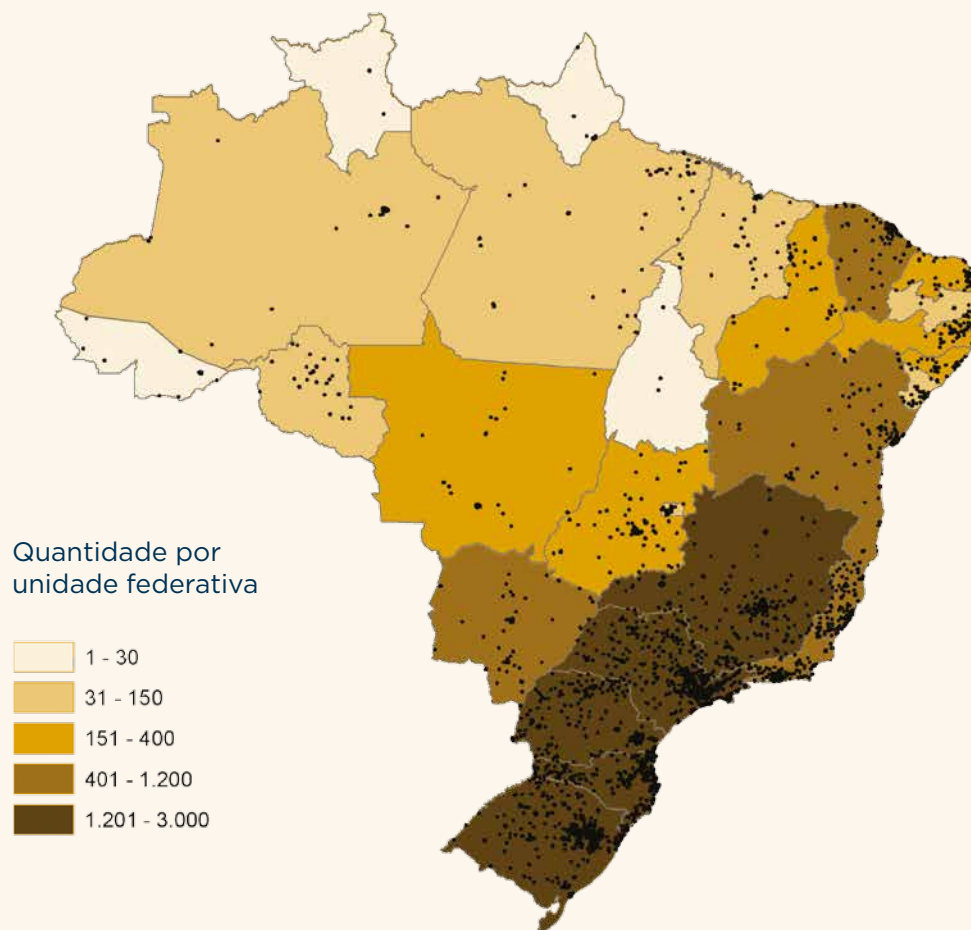 Quantidade por
unidade federativa
1 - 30
31 - 150
151 - 400
401 - 1.200
1.201 - 3.000